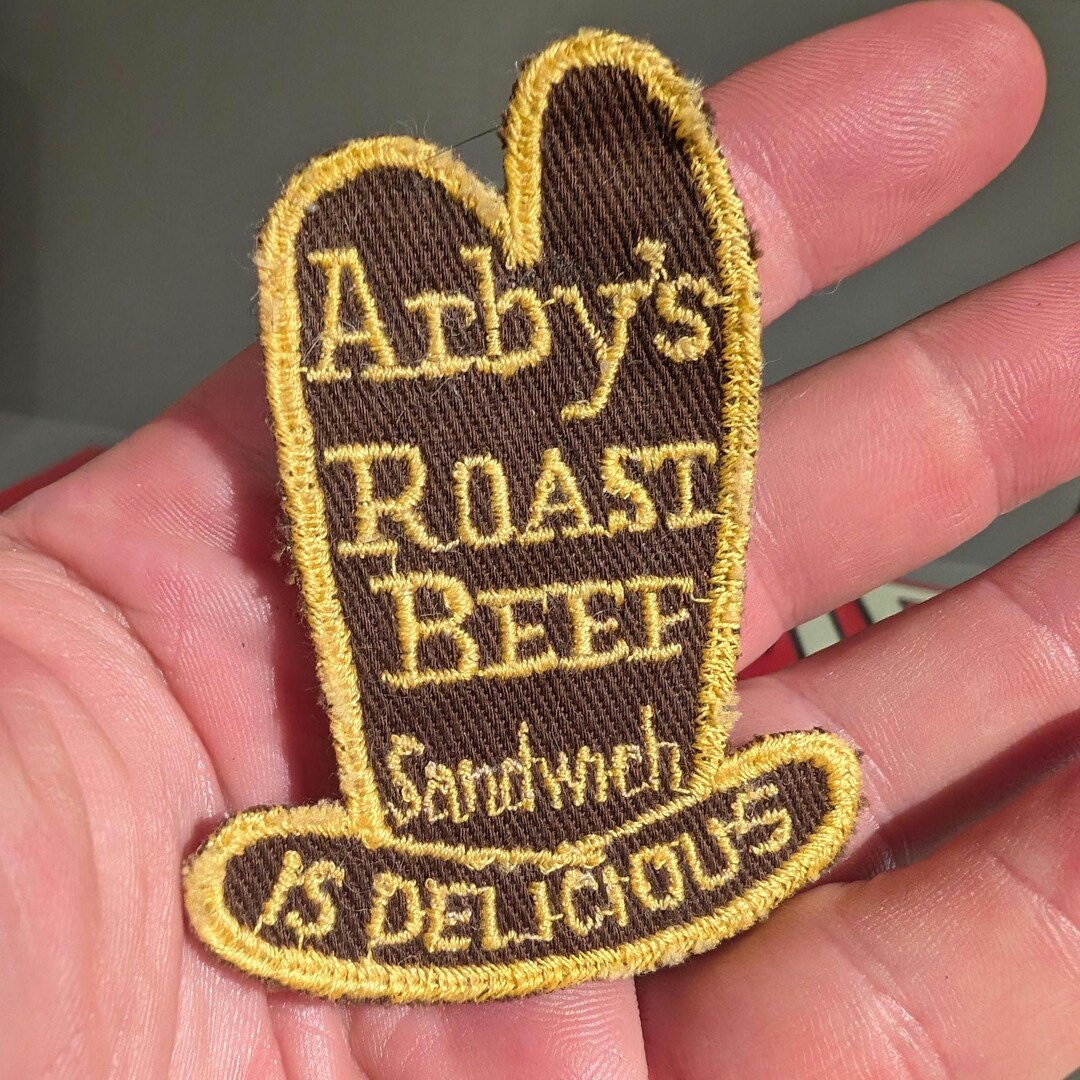 Arby's
ROAST
BEEF
Sandwich
IS DELICIOUS